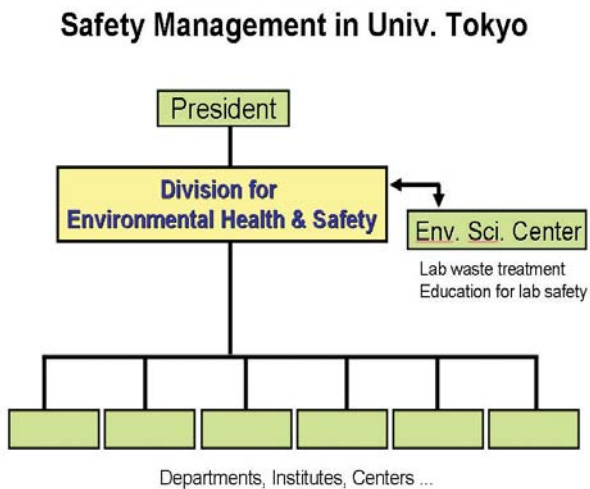 Safety Management in Univ. Tokyo
President
Division for
Environmental Health & Safety
Env. Sci. Center
Lab waste treatment
Education for lab safety
Departments, Institutes, Centers ...